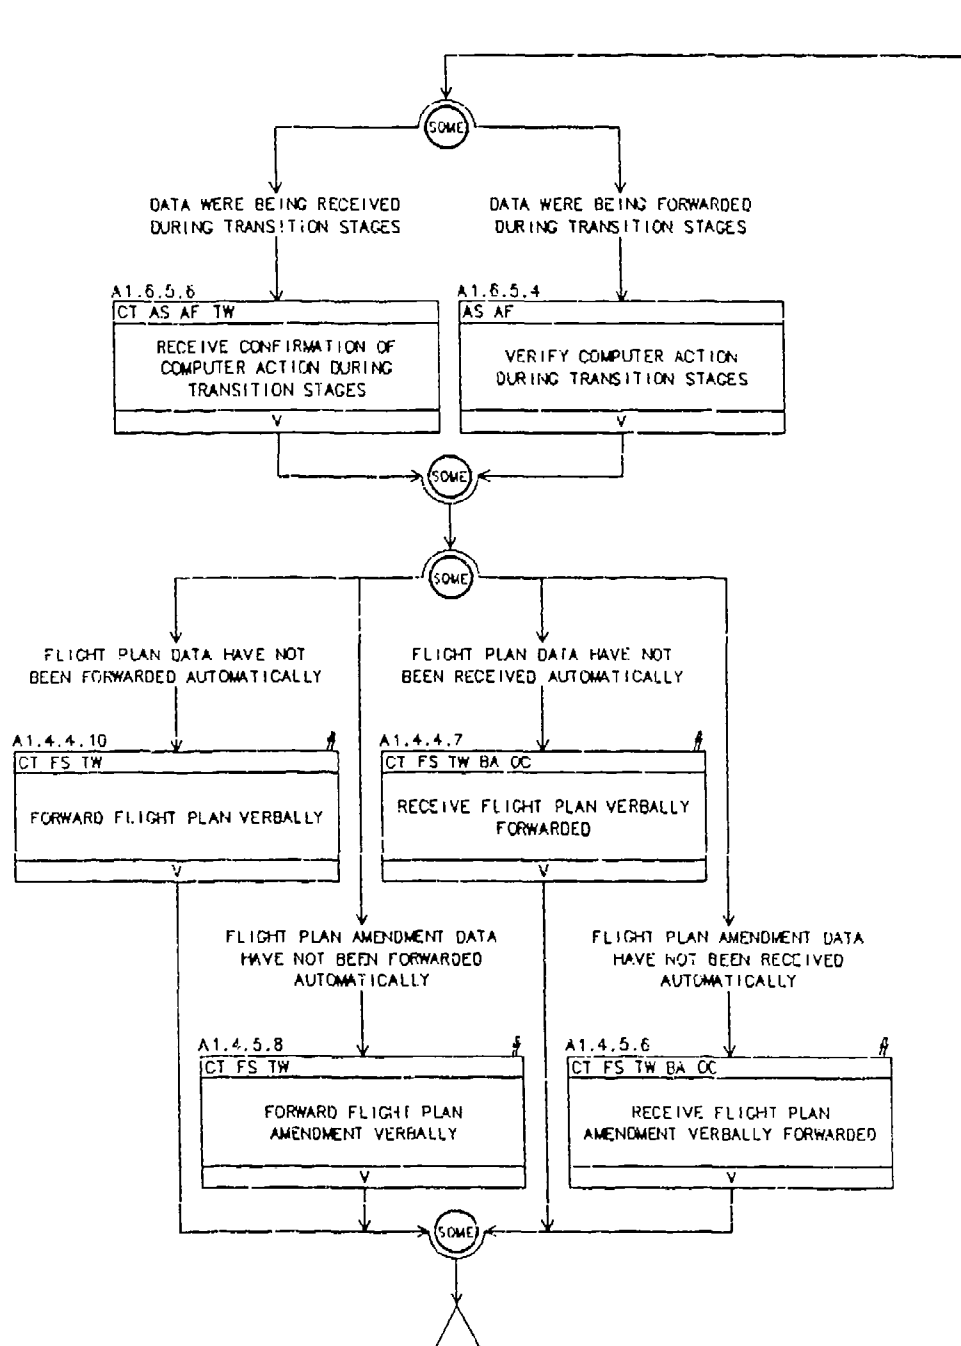 SOME
DATA WERE BEING RECEIVED
DURING TRANSITION STAGES
DATA WERE BEING FORWARDED
DURING TRANSITION STAGES
A1.6.5.6
CT AS AF TW
RECEIVE CONFIRMATION OF
COMPUTER ACTION DURING
TRANSITION STAGES
V
A1.6.5.4
AS AF
VERIFY COMPUTER ACTION
DURING TRANSITION STAGES
V
SOME
SOME
FLIGHT PLAN DATA HAVE NOT
BEEN FORWARDED AUTOMATICALLY
FLIGHT PLAN DATA HAVE NOT
BEEN RECEIVED AUTOMATICALLY
A1.4.4.10
CT FS TW
FORWARD FLIGHT PLAN VERBALLY
V
A1.4.4.7
CT FS TW BA OC
RECEIVE FLIGHT PLAN VERBALLY
FORWARDED
V
FLIGHT PLAN AMENDMENT DATA
HAVE NOT BEEN FORWARDED
AUTOMATICALLY
FLIGHT PLAN AMENDMENT DATA
HAVE NOT BEEN RECEIVED
AUTOMATICALLY
A1.4.5.8
CT FS TW
FORWARD FLIGHT PLAN
AMENDMENT VERBALLY
V
A1.4.5.6
CT FS TW BA OC
RECEIVE FLIGHT PLAN
AMENDMENT VERBALLY FORWARDED
V
SOME